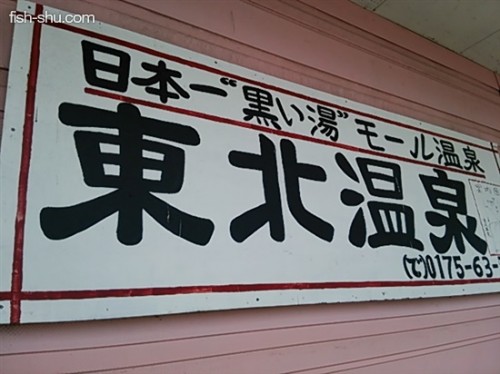 fish-shu.com
日本一"黒い湯"モール温泉
東北温泉
(℡)0175-63-